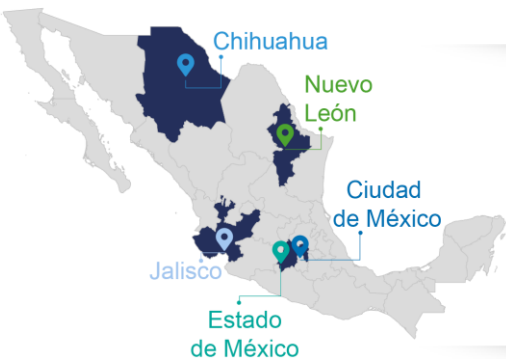 Chihuahua
Nuevo
León
Ciudad
de México
Jalisco
Estado
de México